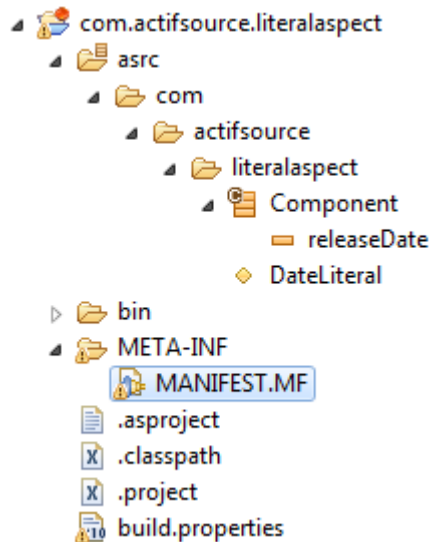 com.actifsource.literalaspect
asrc
com
actifsource
literalaspect
Component
releaseDate
DateLiteral
bin
META-INF
MANIFEST.MF
.asproject
.classpath
.project
build.properties